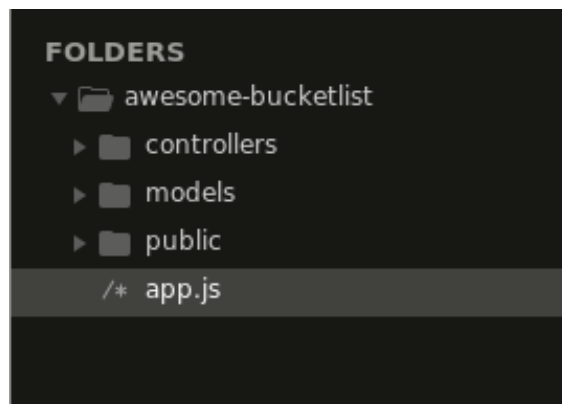 FOLDERS
awesome-bucketlist
controllers
models
public
/* app.js